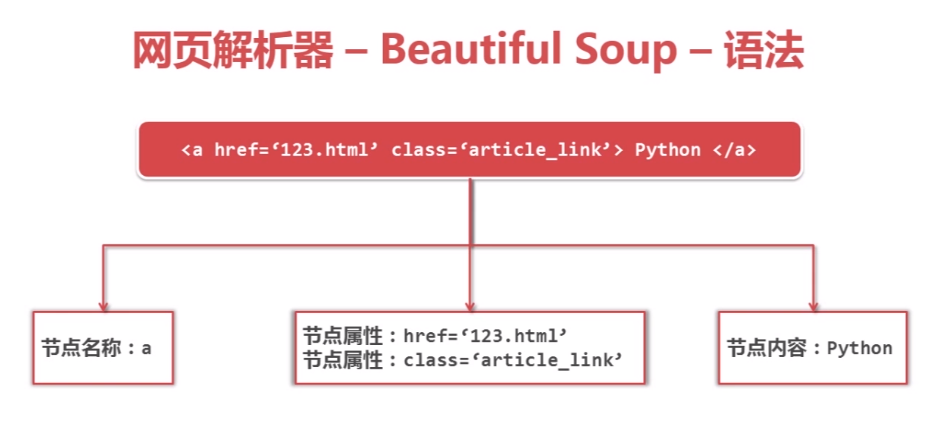 网页解析器 – Beautiful Soup – 语法
<a href=‘123.html’ class=‘article_link’> Python </a>
节点名称：a
节点属性：href=‘123.html’
节点属性：class=‘article_link’
节点内容：Python